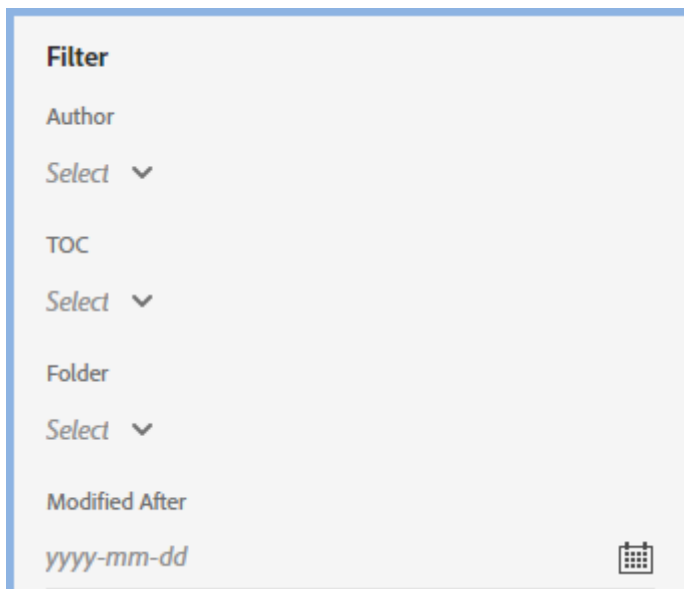 Filter
Author
Select
TOC
Select
Folder
Select
Modified After
yyyy-mm-dd